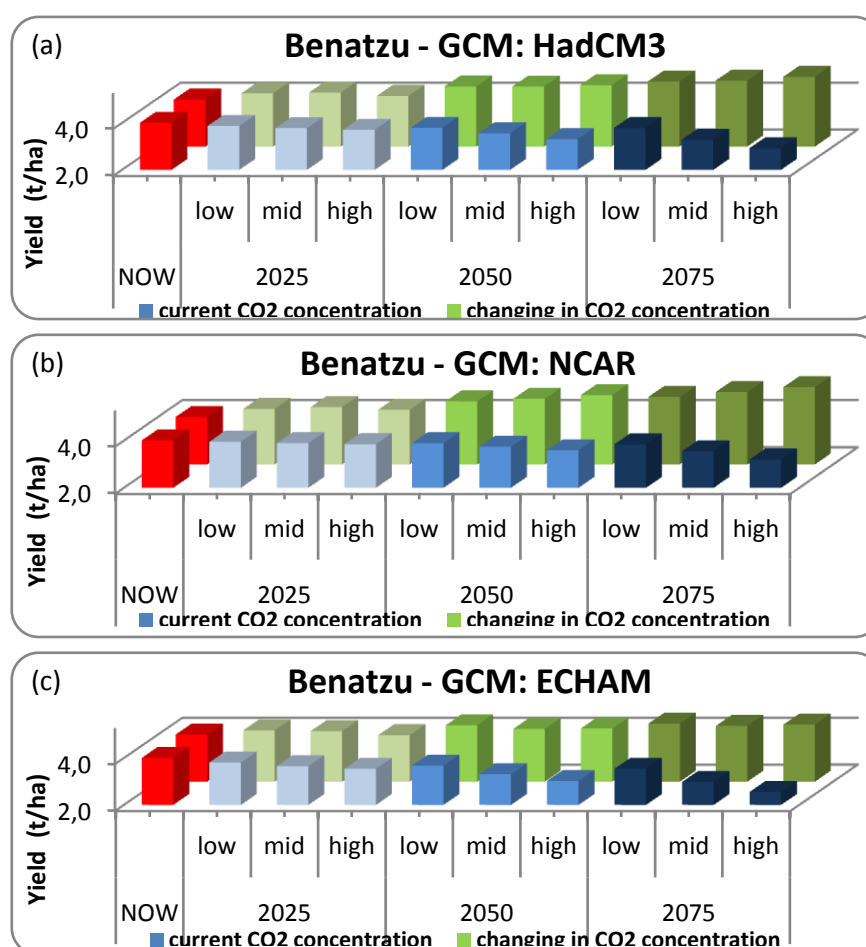 (a)
Benatzu - GCM: HadCM3
Yield (t/ha)
4,0
2,0
low mid high low mid high low mid high
NOW 2025 2050 2075
current CO2 concentration changing in CO2 concentration
(b)
Benatzu - GCM: NCAR
Yield (t/ha)
4,0
2,0
low mid high low mid high low mid high
NOW 2025 2050 2075
current CO2 concentration changing in CO2 concentration
(c)
Benatzu - GCM: ECHAM
Yield (t/ha)
4,0
2,0
low mid high low mid high low mid high
NOW 2025 2050 2075
current CO2 concentration changing in CO2 concentration